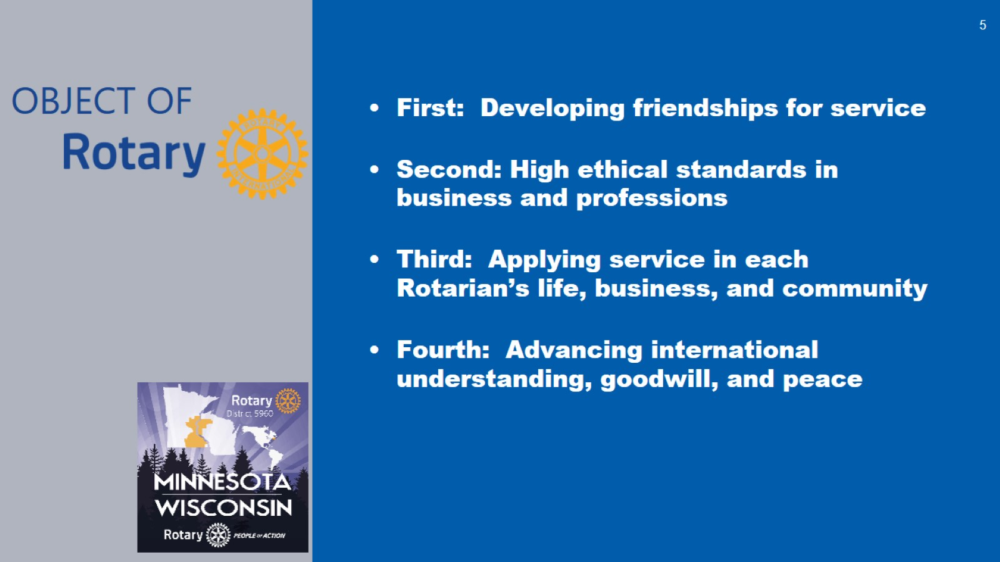 5
OBJECT OF
Rotary
ROTARY
INTERNATIONAL
• First:  Developing friendships for service
• Second: High ethical standards in
business and professions
• Third:  Applying service in each
Rotarian’s life, business, and community
• Fourth:  Advancing international
understanding, goodwill, and peace
Rotary
District 5960
MINNESOTA
WISCONSIN
Rotary
PEOPLE OF ACTION